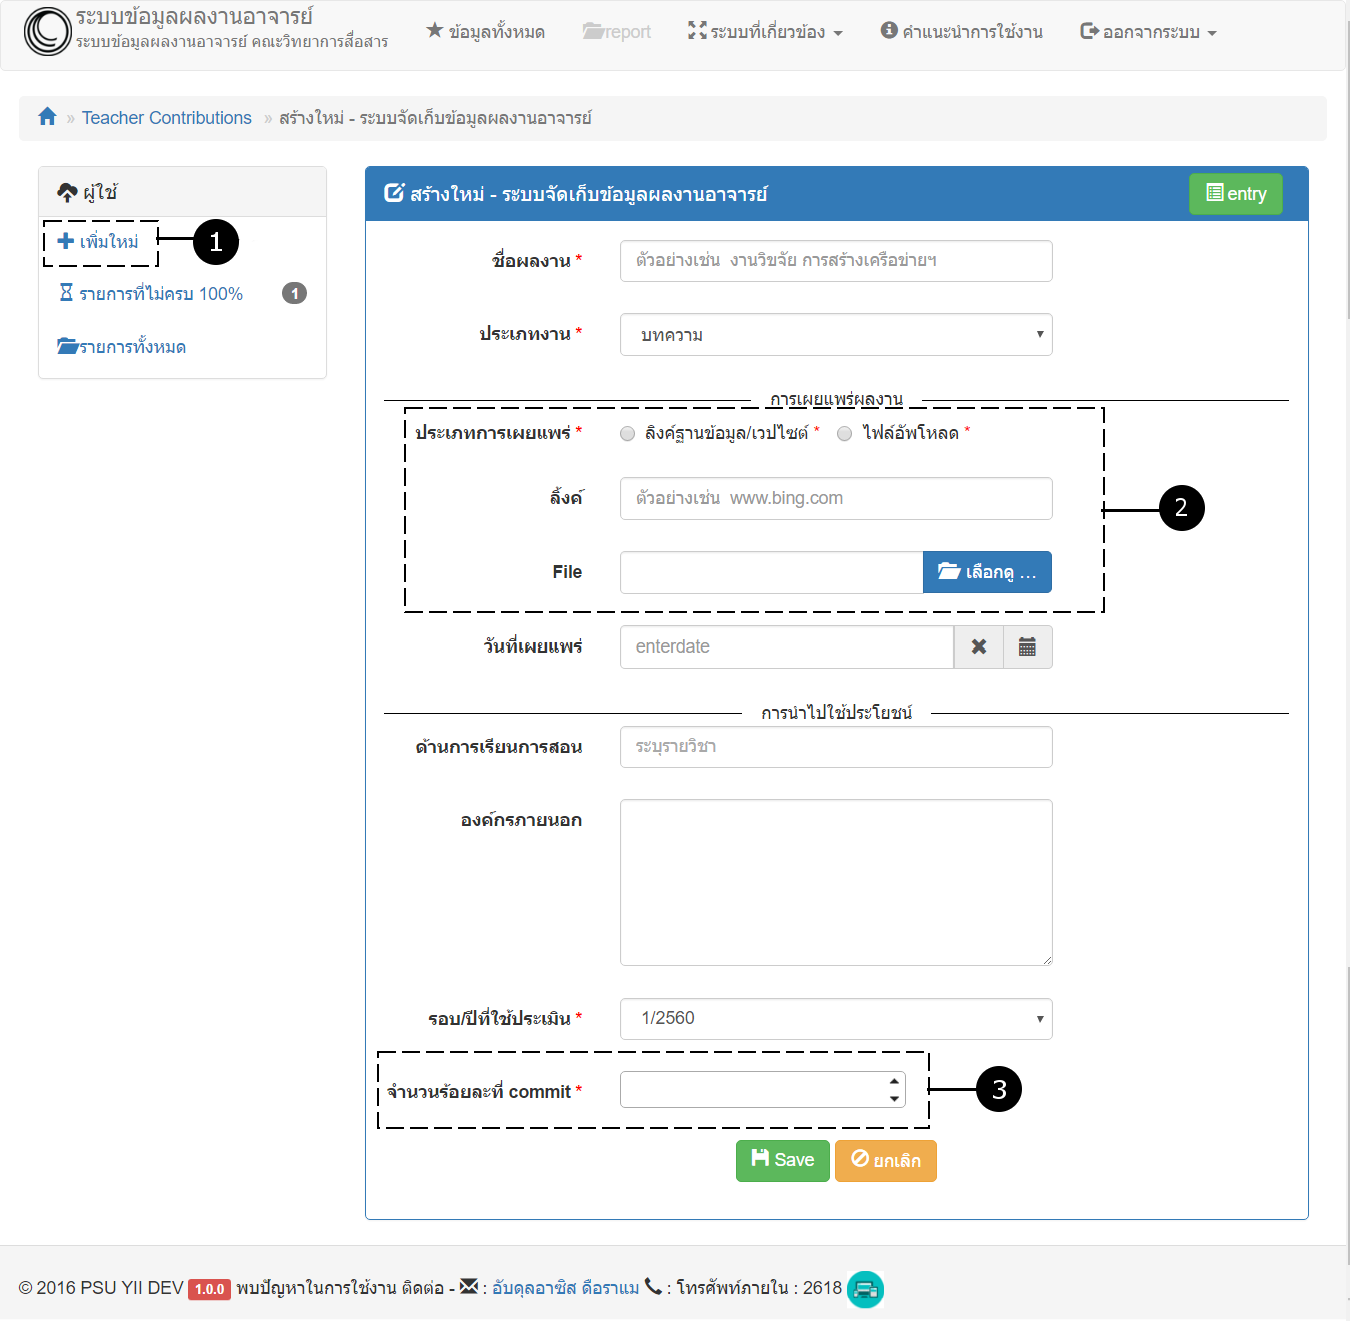 ระบบข้อมูลผลงานอาจารย์
ระบบข้อมูลผลงานอาจารย์ คณะวิทยาการสื่อสาร
ข้อมูลทั้งหมด report ระบบที่เกี่ยวข้อง คำแนะนำการใช้งาน ออกจากระบบ
» Teacher Contributions » สร้างใหม่ - ระบบจัดเก็บข้อมูลผลงานอาจารย์
ผู้ใช้
เพิ่มใหม่ 1
รายการที่ไม่ครบ 100% 1
รายการทั้งหมด
สร้างใหม่ - ระบบจัดเก็บข้อมูลผลงานอาจารย์ entry
ชื่อผลงาน * ตัวอย่างเช่น งานวิขจัย การสร้างเครือข่ายฯ
ประเภทงาน * บทความ
การเผยแพร่ผลงาน
ประเภทการเผยแพร่ * ลิงค์ฐานข้อมูล/เวปไซต์ * ไฟล์อัพโหลด *
ลิ้งค์ ตัวอย่างเช่น www.bing.com
2
File เลือกดู ...
วันที่เผยแพร่ enterdate
การนำไปใช้ประโยชน์
ด้านการเรียนการสอน ระบุรายวิชา
องค์กรภายนอก
รอบ/ปีที่ใช้ประเมิน * 1/2560
จำนวนร้อยละที่ commit * 3
Save ยกเลิก
© 2016 PSU YII DEV 1.0.0 พบปัญหาในการใช้งาน ติดต่อ - : อับดุลอาซิส ดือราแม : โทรศัพท์ภายใน : 2618